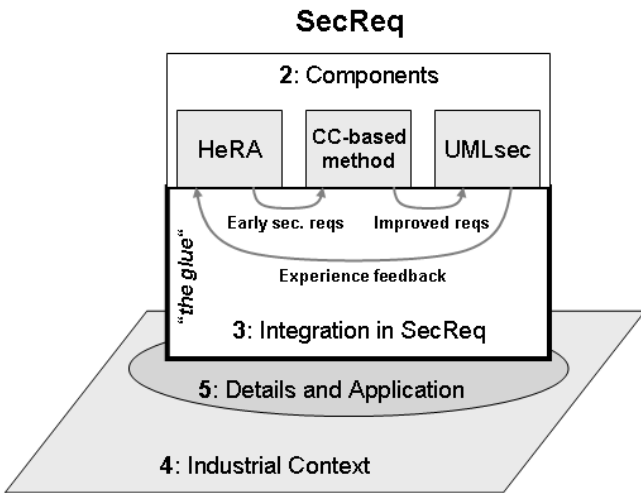 SecReq
2: Components
HeRA
CC-based
method
UMLsec
Early sec. reqs
Improved reqs
"the glue"
Experience feedback
3: Integration in SecReq
5: Details and Application
4: Industrial Context